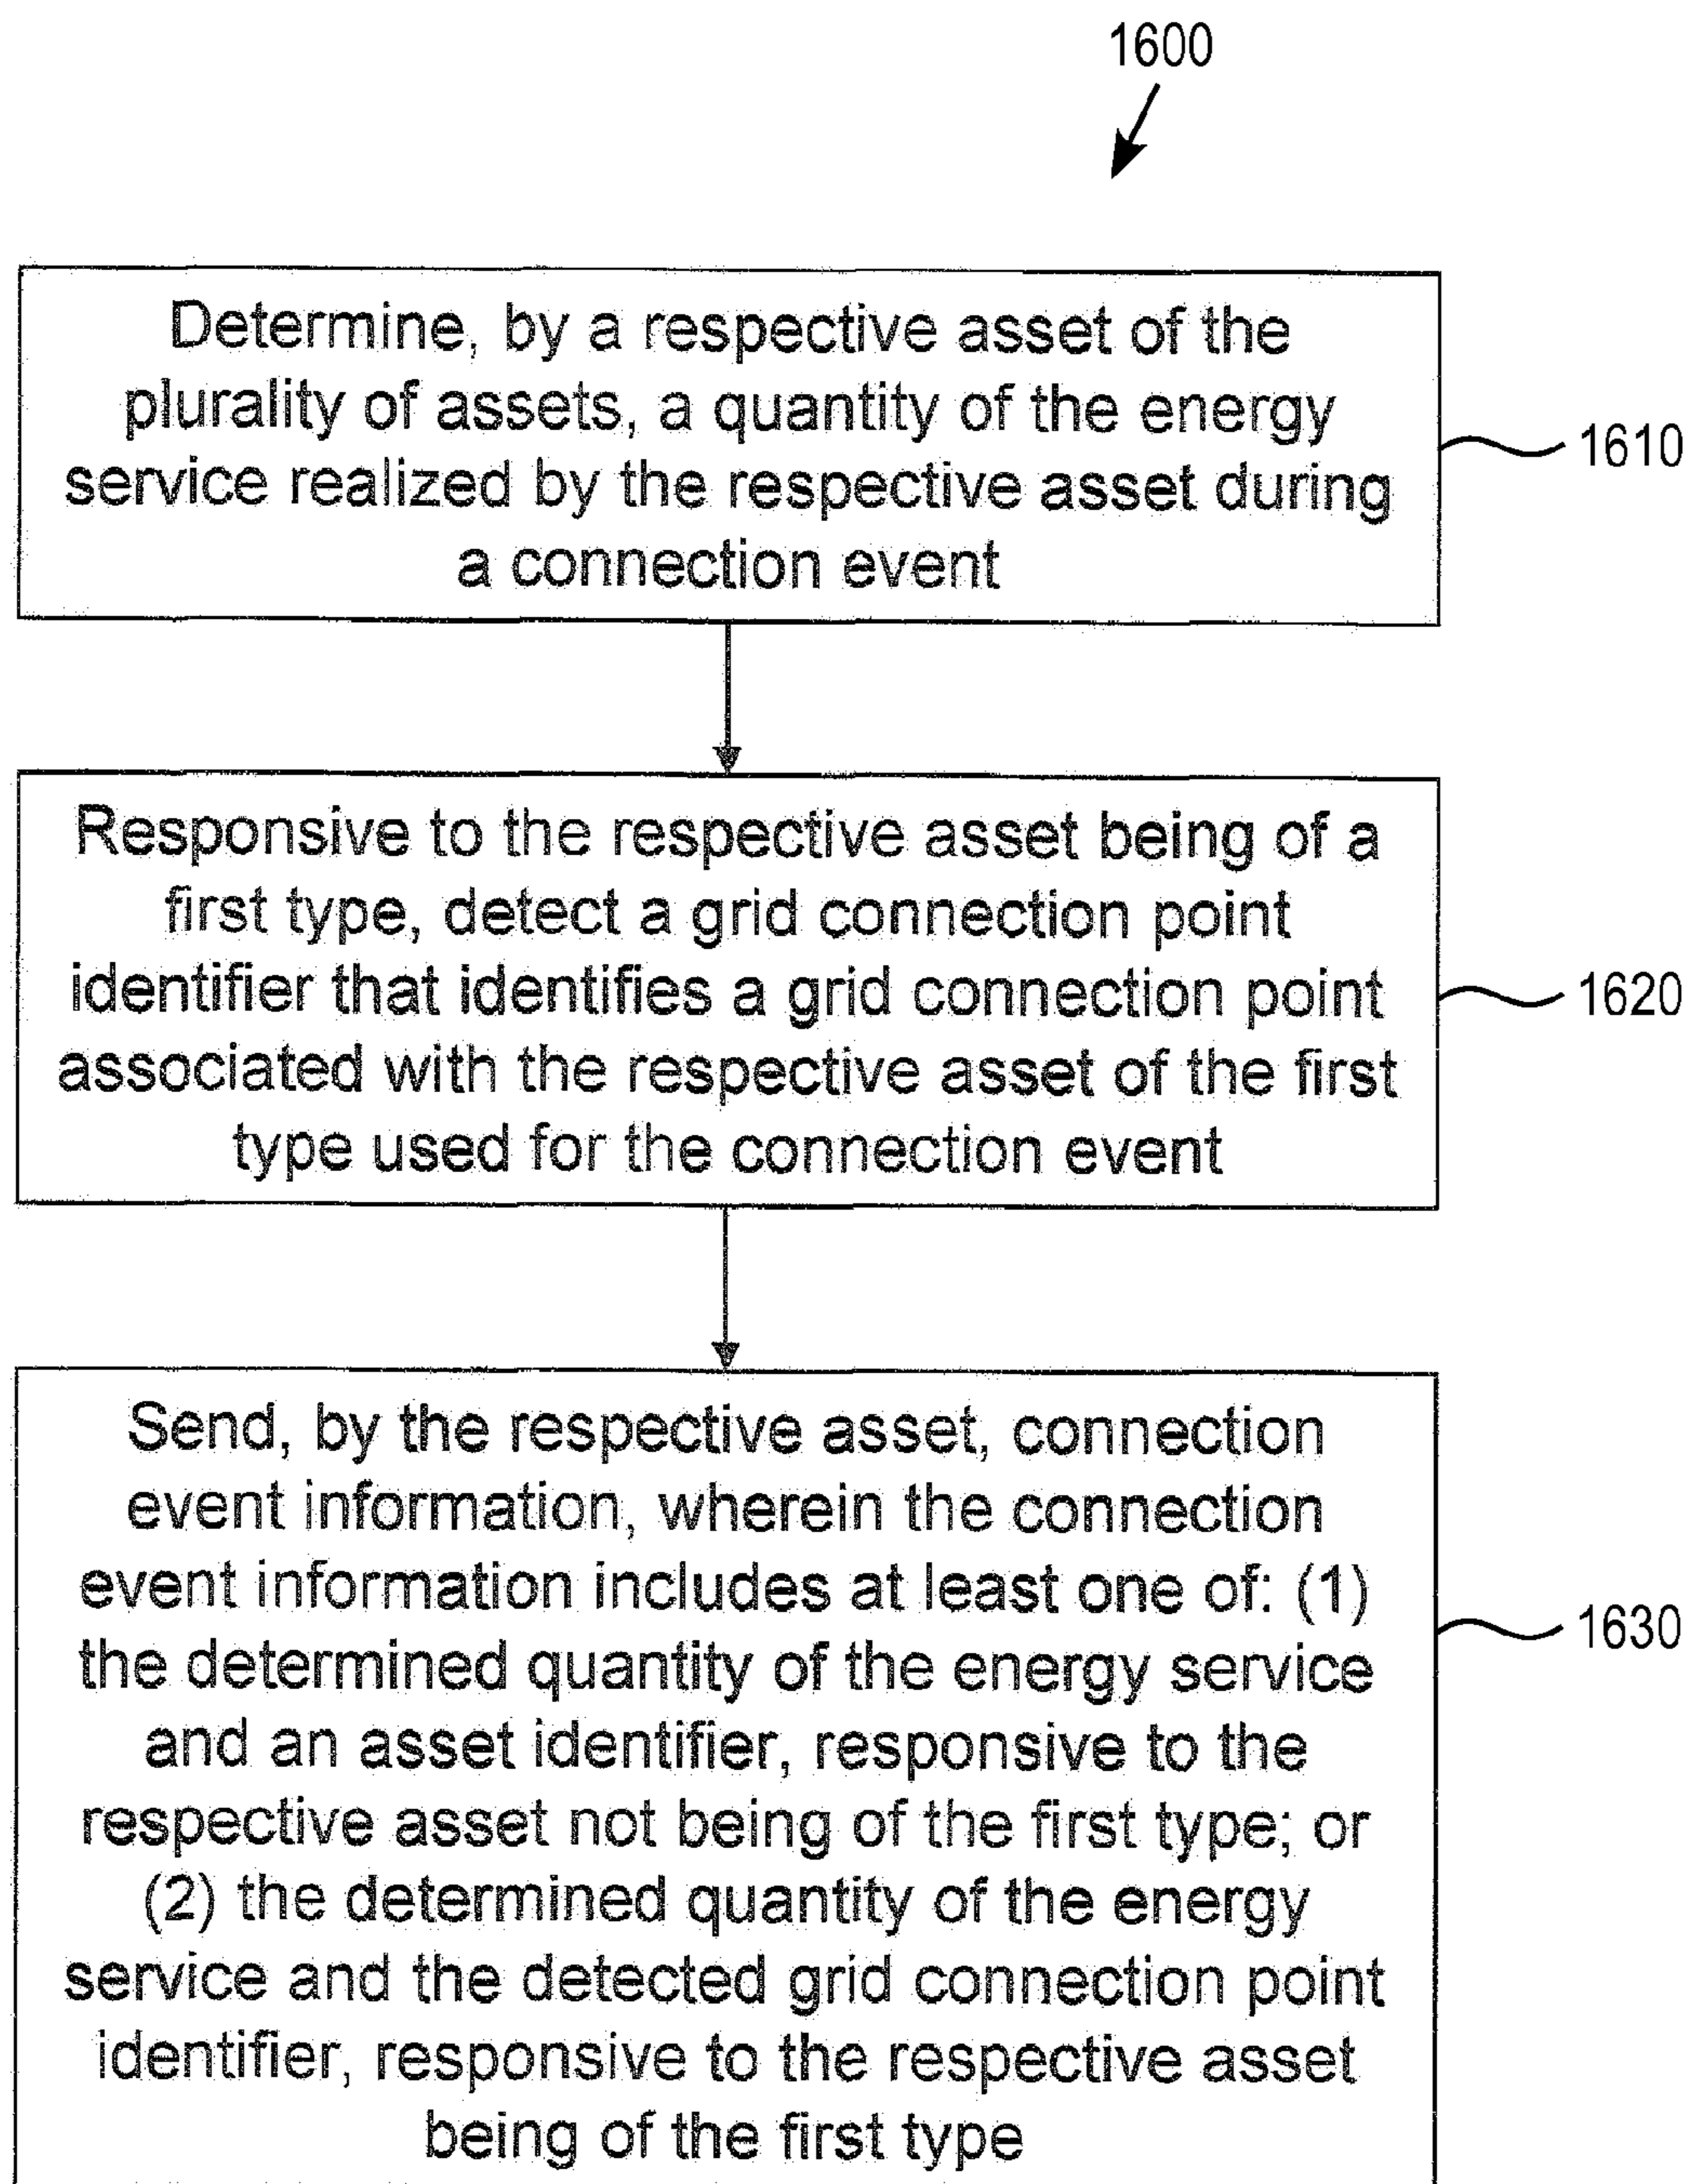 1600
Determine, by a respective asset of the
plurality of assets, a quantity of the energy
service realized by the respective asset during
a connection event
1610
Responsive to the respective asset being of a
first type, detect a grid connection point
identifier that identifies a grid connection point
associated with the respective asset of the first
type used for the connection event
1620
Send, by the respective asset, connection
event information, wherein the connection
event information includes at least one of: (1)
the determined quantity of the energy service
and an asset identifier, responsive to the
respective asset not being of the first type; or
(2) the determined quantity of the energy
service and the detected grid connection point
identifier, responsive to the respective asset
being of the first type
1630